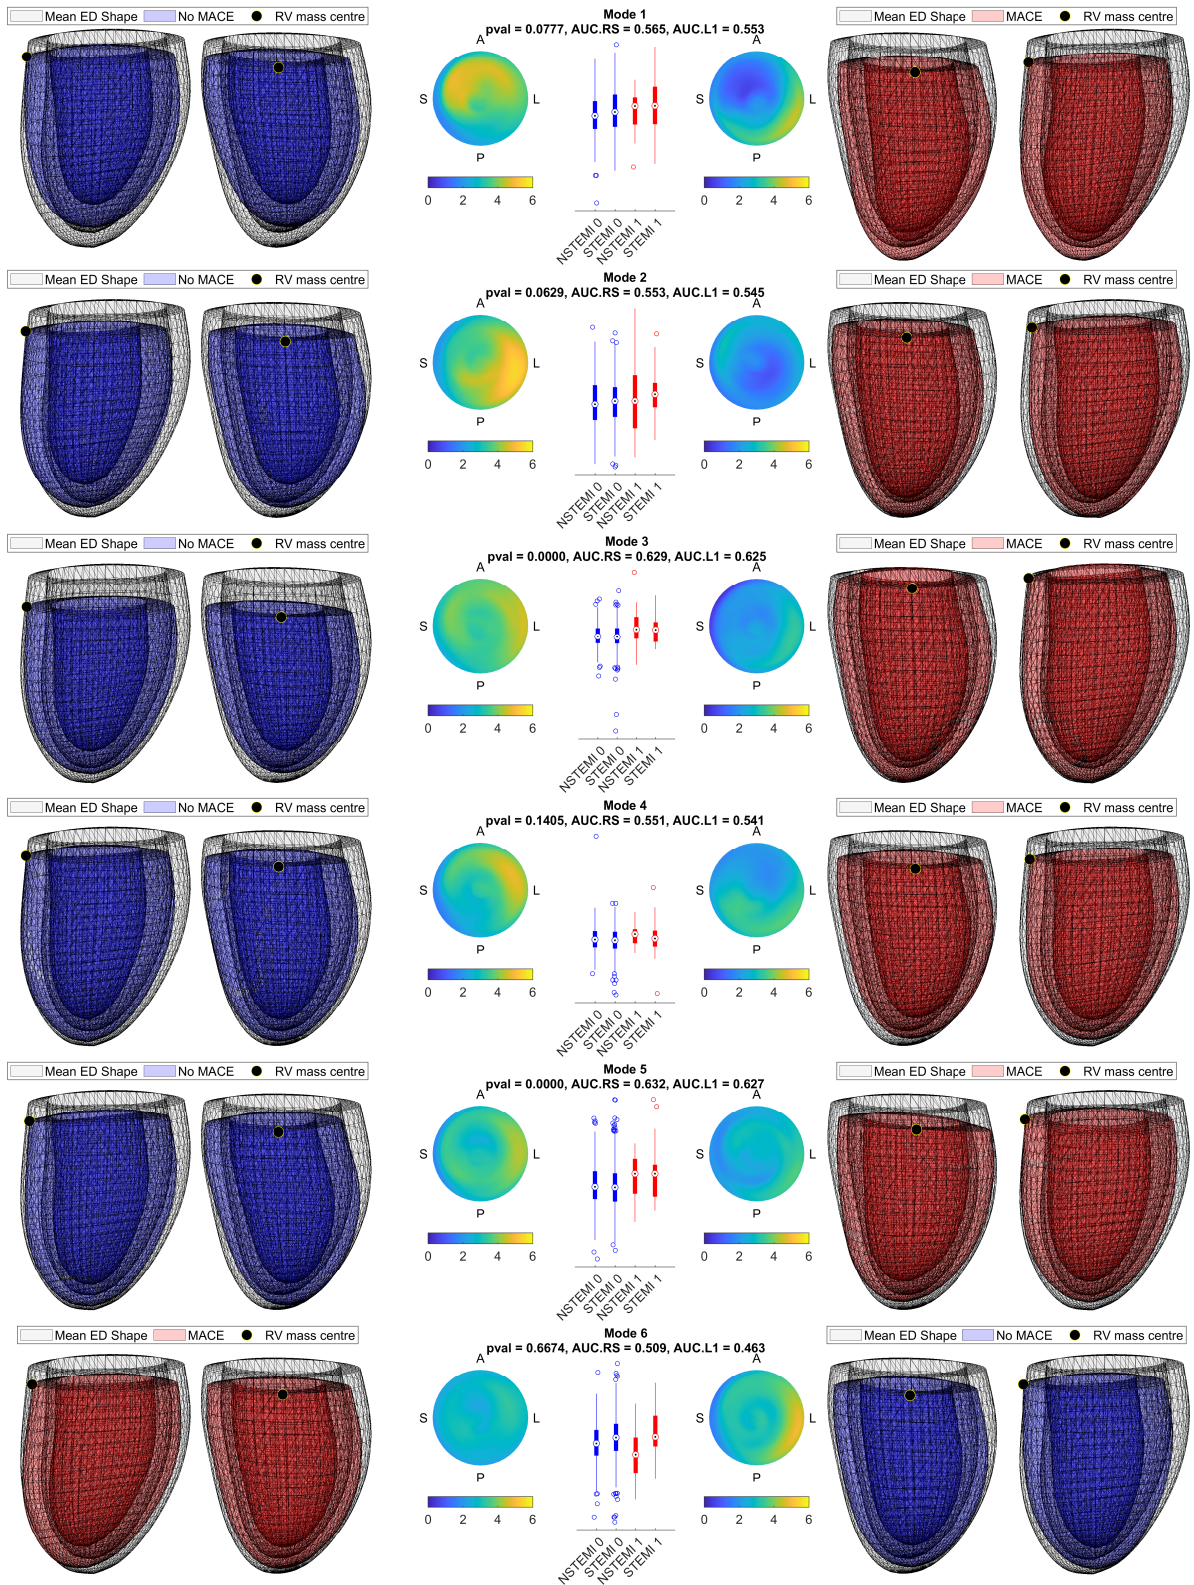 Mean ED Shape No MACE RV mass centre
Mode 1
pval = 0.0777, AUC.RS = 0.565, AUC.L1 = 0.553
Mean ED Shape MACE RV mass centre
A
S L
P
0 2 4 6
NSTEMI 0 STEMI 0 NSTEMI 1 STEMI 1
A
S L
P
0 2 4 6
Mean ED Shape No MACE RV mass centre
Mode 2
pval = 0.0629, AUC.RS = 0.553, AUC.L1 = 0.545
Mean ED Shape MACE RV mass centre
A
S L
P
0 2 4 6
NSTEMI 0 STEMI 0 NSTEMI 1 STEMI 1
A
S L
P
0 2 4 6
Mean ED Shape No MACE RV mass centre
Mode 3
pval = 0.0000, AUC.RS = 0.629, AUC.L1 = 0.625
Mean ED Shape MACE RV mass centre
A
S L
P
0 2 4 6
NSTEMI 0 STEMI 0 NSTEMI 1 STEMI 1
A
S L
P
0 2 4 6
Mean ED Shape No MACE RV mass centre
Mode 4
pval = 0.1405, AUC.RS = 0.551, AUC.L1 = 0.541
Mean ED Shape MACE RV mass centre
A
S L
P
0 2 4 6
NSTEMI 0 STEMI 0 NSTEMI 1 STEMI 1
A
S L
P
0 2 4 6
Mean ED Shape No MACE RV mass centre
Mode 5
pval = 0.0000, AUC.RS = 0.632, AUC.L1 = 0.627
Mean ED Shape MACE RV mass centre
A
S L
P
0 2 4 6
NSTEMI 0 STEMI 0 NSTEMI 1 STEMI 1
A
S L
P
0 2 4 6
Mean ED Shape MACE RV mass centre
Mode 6
pval = 0.6674, AUC.RS = 0.509, AUC.L1 = 0.463
Mean ED Shape No MACE RV mass centre
A
S L
P
0 2 4 6
NSTEMI 0 STEMI 0 NSTEMI 1 STEMI 1
A
S L
P
0 2 4 6